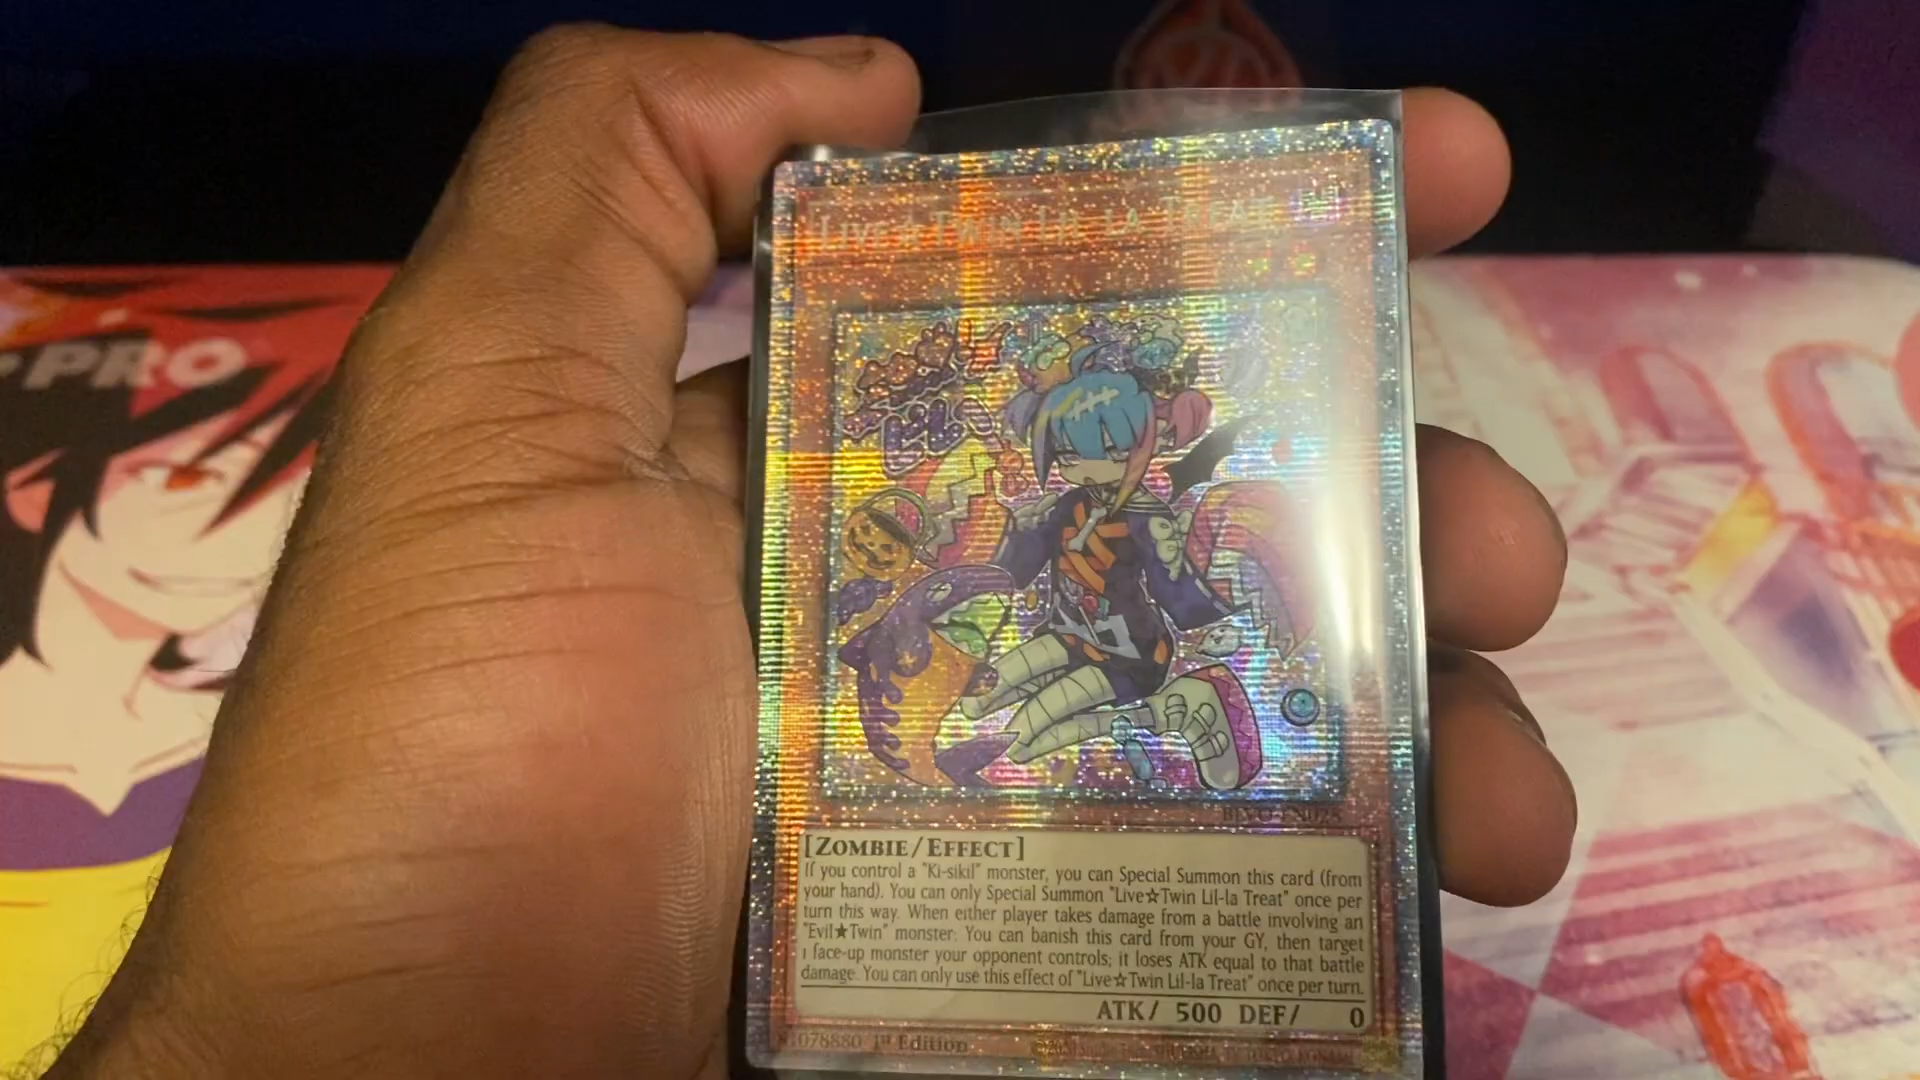 PRO
Live☆Twin Lil-la Treat
BLVO-EN028
[Zombie/Effect]
If you control a "Ki-sikil" monster, you can Special Summon this card (from
your hand). You can only Special Summon "Live☆Twin Lil-la Treat" once per
turn this way. When either player takes damage from a battle involving an
"Evil★Twin" monster: You can banish this card from your GY, then target
1 face-up monster your opponent controls; it loses ATK equal to that battle
damage. You can only use this effect of "Live☆Twin Lil-la Treat" once per turn.
ATK/ 500 DEF/ 0
1st Edition